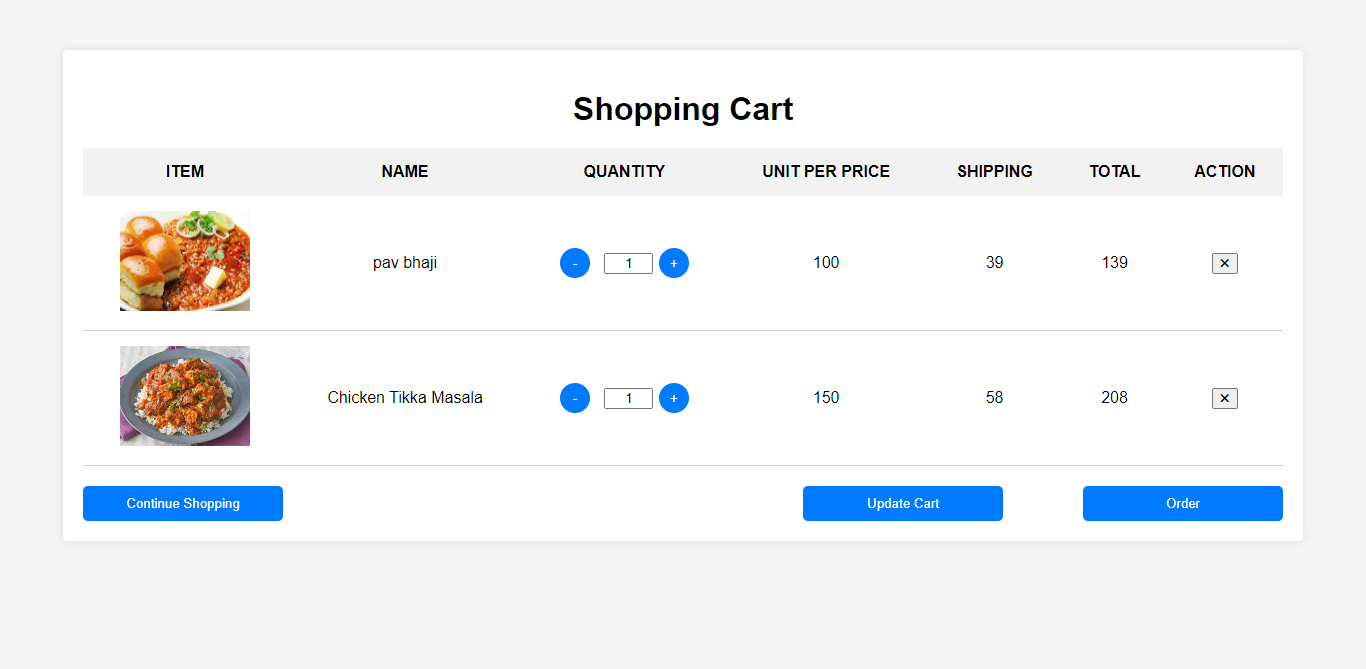 Shopping Cart
ITEM NAME QUANTITY UNIT PER PRICE SHIPPING TOTAL ACTION
pav bhaji - 1 + 100 39 139 ✕
Chicken Tikka Masala - 1 + 150 58 208 ✕
Continue Shopping Update Cart Order